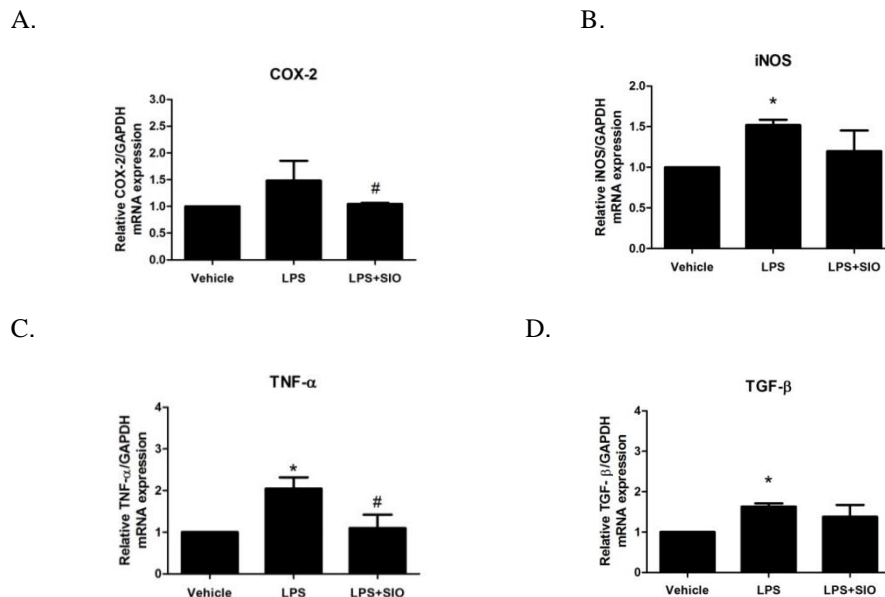 A.
COX-2
Relative COX-2/GAPDH
mRNA expression
3.0
2.5
2.0
1.5
1.0
0.5
0.0
#
Vehicle
LPS
LPS+SIO
B.
iNOS
Relative iNOS/GAPDH
mRNA expression
2.0
1.5
1.0
0.5
0.0
*
Vehicle
LPS
LPS+SIO
C.
TNF-α
Relative TNF-α/GAPDH
mRNA expression
4
3
2
1
0
*
#
Vehicle
LPS
LPS+SIO
D.
TGF-β
Relative TGF- β/GAPDH
mRNA expression
4
3
2
1
0
*
Vehicle
LPS
LPS+SIO